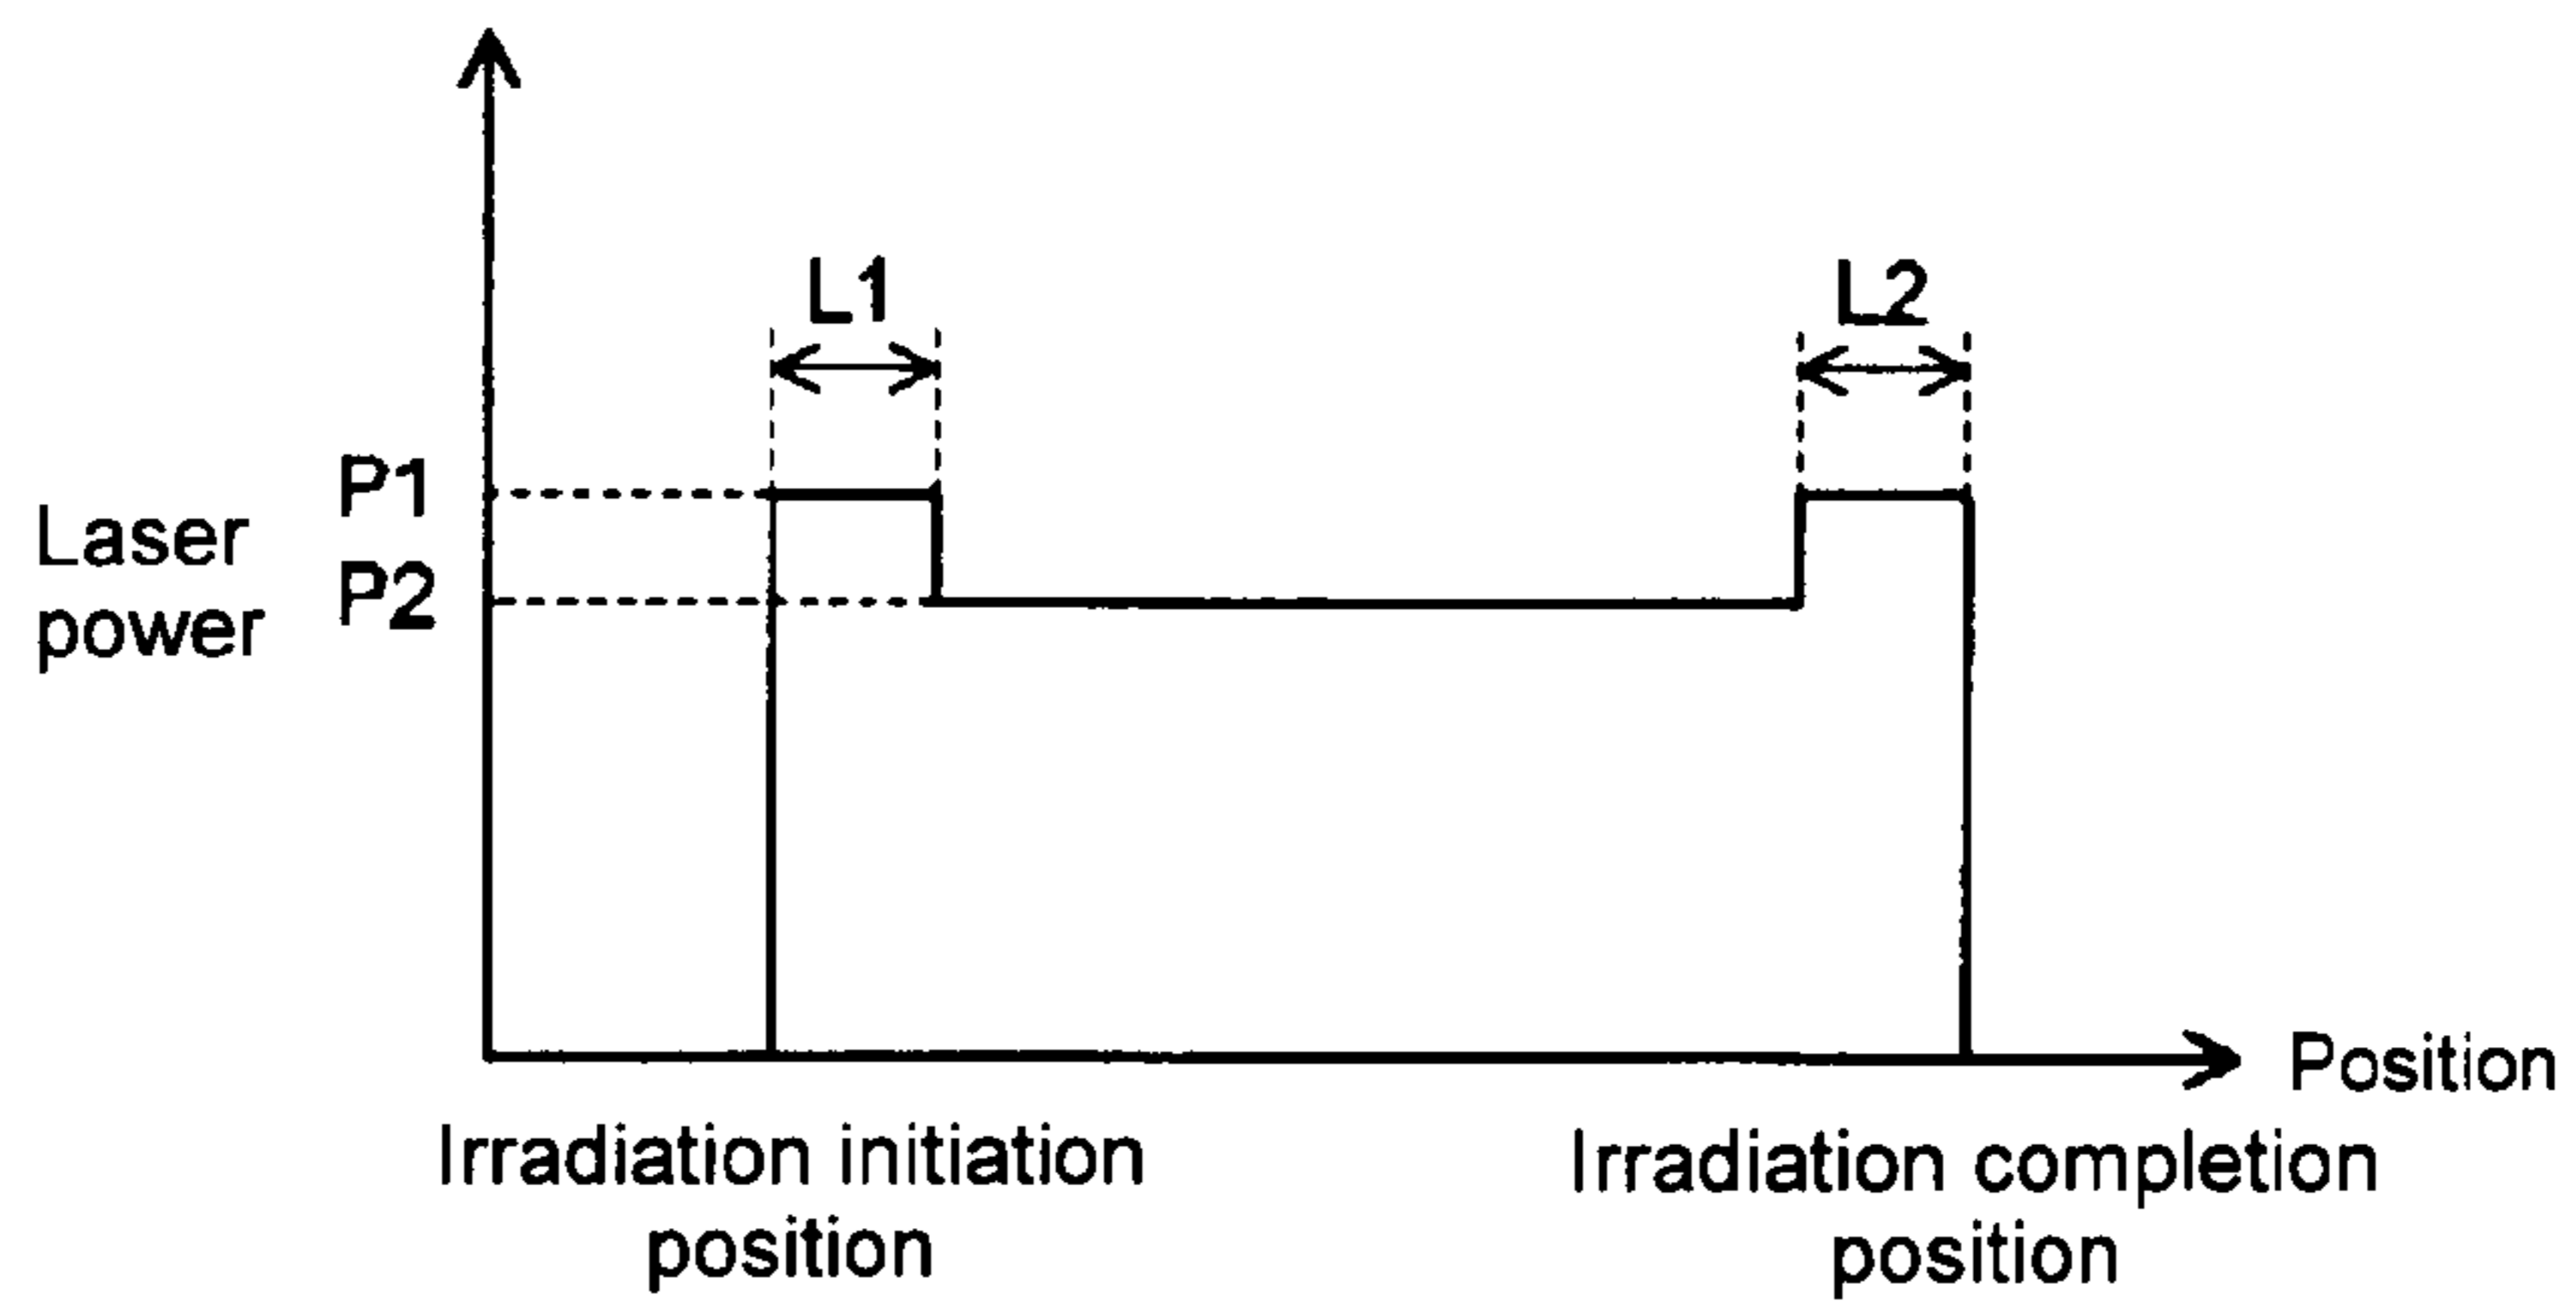 L1
L2
P1
P2
Laser
power
Position
Irradiation initiation
position
Irradiation completion
position